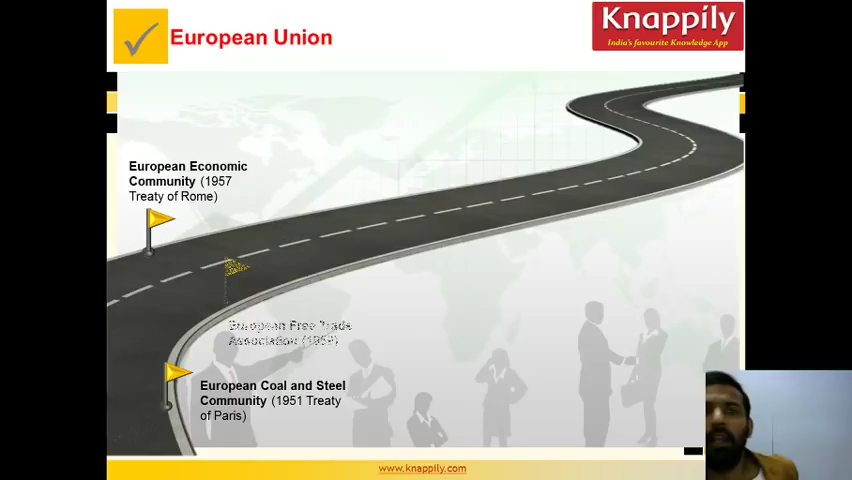 European Union
Knappily
India's favourite Knowledge App
European Economic
Community (1957
Treaty of Rome)
European Free Trade
Association (1959)
European Coal and Steel
Community (1951 Treaty
of Paris)
www.knappily.com